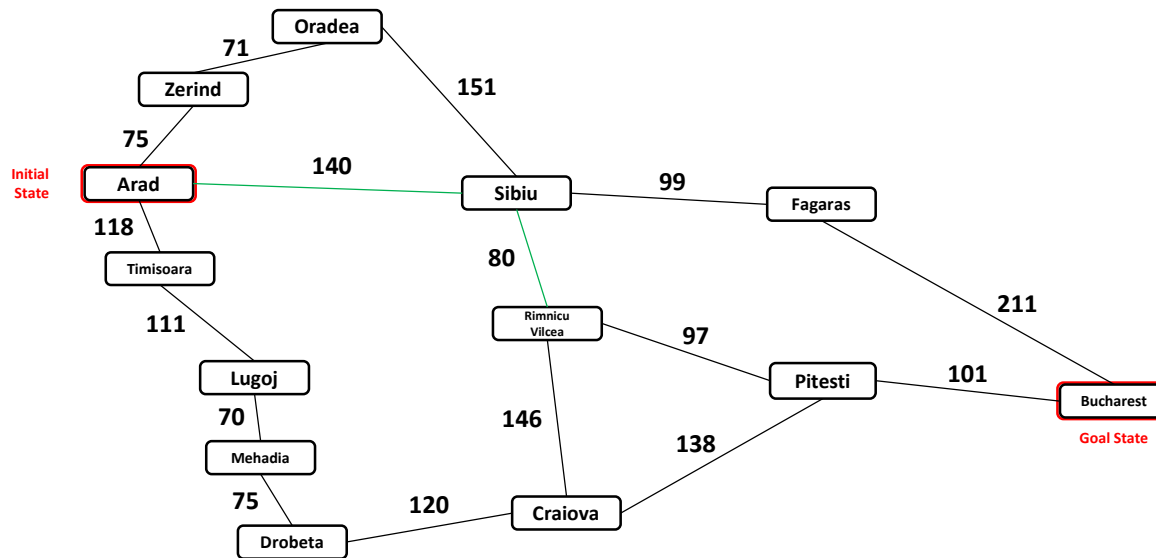 Oradea
71
Zerind
151
75
Initial
State
Arad
140
Sibiu
99
Fagaras
118
Timisoara
80
111
Rimnicu
Vilcea
97
211
Lugoj
Pitesti
101
Bucharest
70
146
138
Goal State
Mehadia
75
120
Craiova
Drobeta